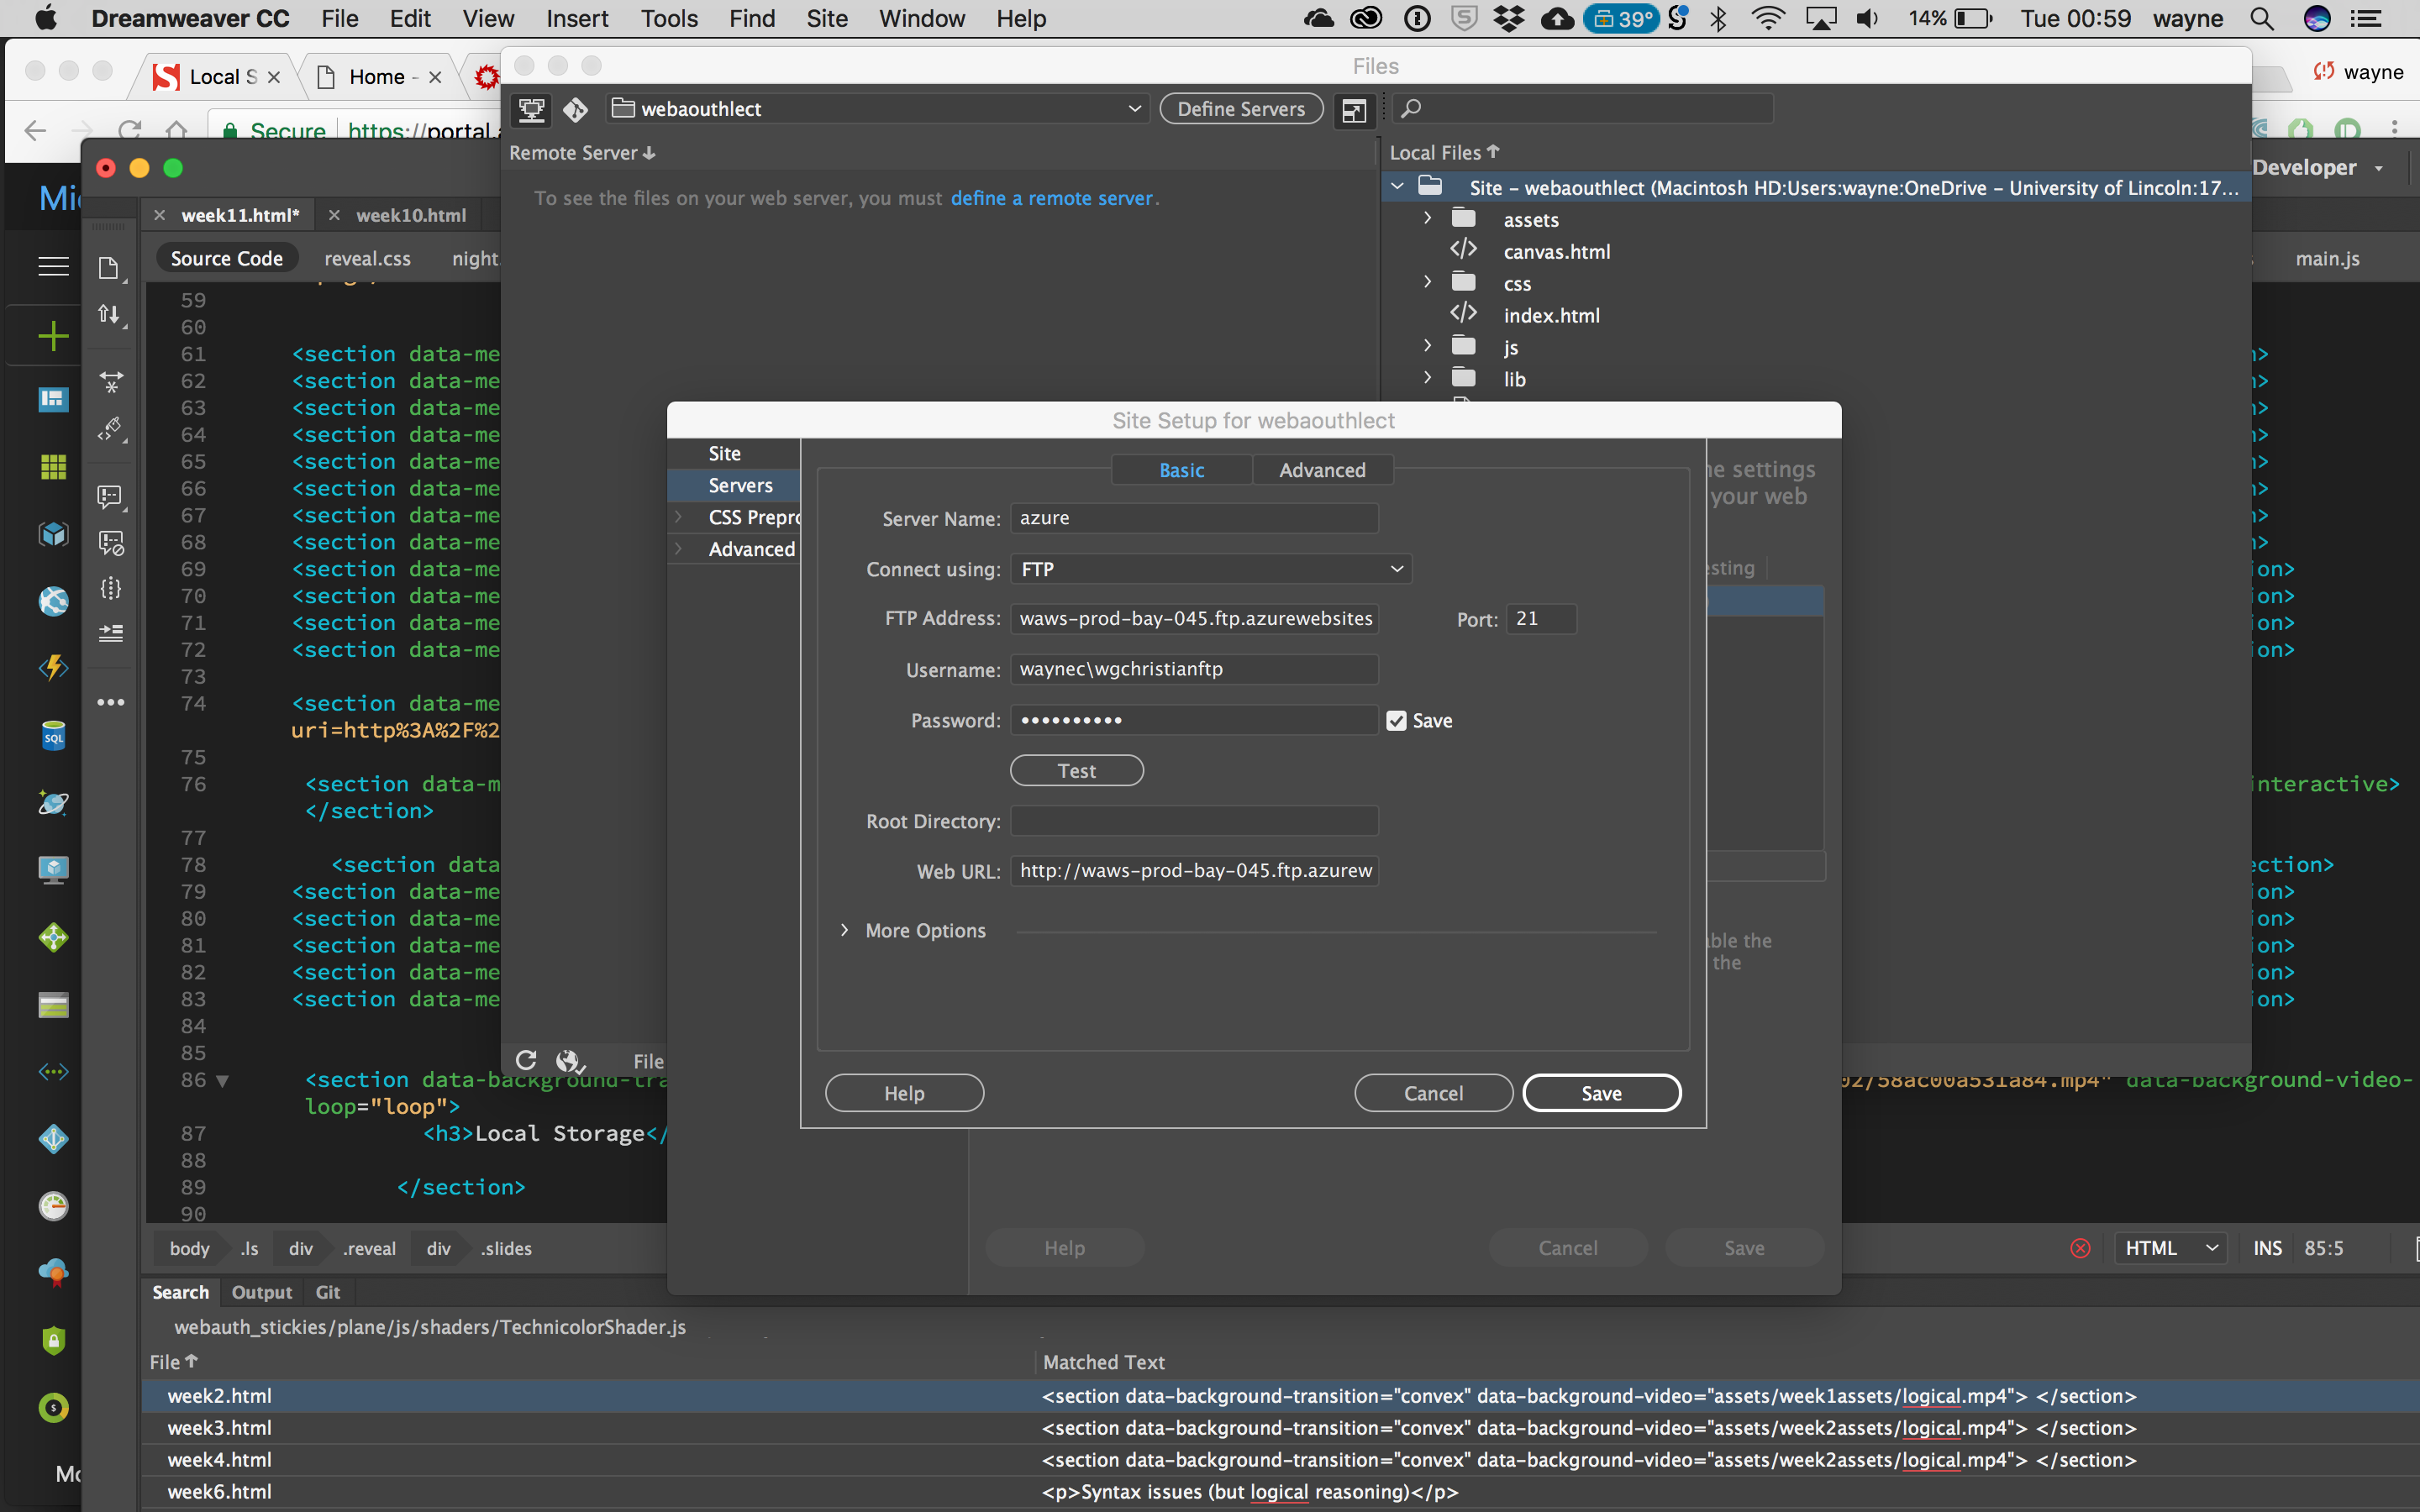 Dreamweaver CC File Edit View Insert Tools Find Site Window Help 39° 14% Tue 00:59 wayne
Local S Home -
wayne
Files
webaouthlect Define Servers
Secure https://portal.
Remote Server
Local Files
To see the files on your web server, you must define a remote server.
Site - webaouthlect (Macintosh HD:Users:wayne:OneDrive - University of Lincoln:17...
Developer
assets
canvas.html
css
index.html
js
lib
week11.html* week10.html
Source Code reveal.css night
main.js
59
60
61 <section data-me
62 <section data-me
63 <section data-me
64 <section data-me
65 <section data-me
66 <section data-me
67 <section data-me
68 <section data-me
69 <section data-me
70 <section data-me
71 <section data-me
72 <section data-me
73
74 <section data-me
uri=http%3A%2F%2
75
76 <section data-m
</section>
77
78 <section data
79 <section data-me
80 <section data-me
81 <section data-me
82 <section data-me
83 <section data-me
84
85
86 <section data-background-tra
loop="loop">
87 <h3>Local Storage</
88
89 </section>
90
Site Setup for webaouthlect
Site
Servers
CSS Prepro
Advanced
Basic Advanced
Server Name: azure
Connect using: FTP
FTP Address: waws-prod-bay-045.ftp.azurewebsites
Port: 21
Username: waynec\wgchristianftp
Password: •••••••••• Save
Test
Root Directory:
Web URL: http://waws-prod-bay-045.ftp.azurew
More Options
Help Cancel Save
settings
your web
esting
the
the
Help Cancel Save
interactive>
ection>
ion>
02/58ac00a531a84.mp4" data-background-video-
File
SQL
body .ls div .reveal div .slides
HTML INS 85:5
Search Output Git
webauth_stickies/plane/js/shaders/TechnicolorShader.js
File Matched Text
week2.html <section data-background-transition="convex" data-background-video="assets/week1assets/logical.mp4"> </section>
week3.html <section data-background-transition="convex" data-background-video="assets/week2assets/logical.mp4"> </section>
week4.html <section data-background-transition="convex" data-background-video="assets/week2assets/logical.mp4"> </section>
week6.html <p>Syntax issues (but logical reasoning)</p>